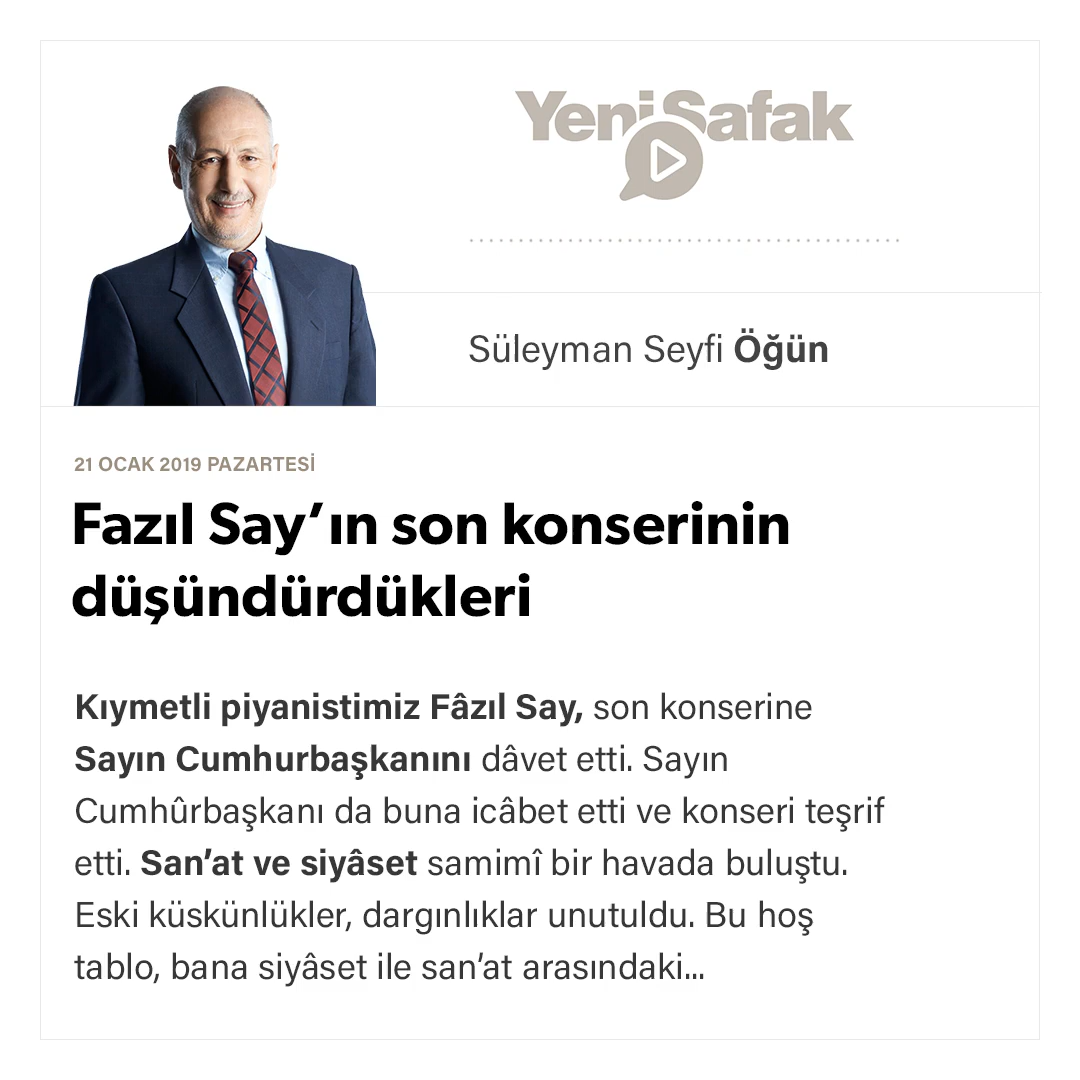 YeniSafak
Süleyman Seyfi Öğün
21 OCAK 2019 PAZARTESİ
Fazıl Say’ın son konserinin
düşündürdükleri
Kıymetli piyanistimiz Fâzıl Say, son konserine
Sayın Cumhurbaşkanını dâvet etti. Sayın
Cumhûrbaşkanı da buna icâbet etti ve konseri teşrif
etti. San’at ve siyâset samimî bir havada buluştu.
Eski küskünlükler, dargınlıklar unutuldu. Bu hoş
tablo, bana siyâset ile san’at arasındaki...